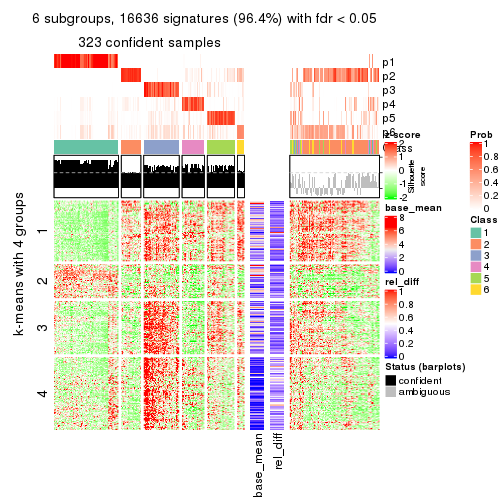 6 subgroups, 16636 signatures (96.4%) with fdr < 0.05
323 confident samples
p1
p2
p3
p4
p5
p6
Class
Silhouette
score
1
2
3
4
k-means with 4 groups
base_mean
rel_diff
z-score
2
1
0
-1
-2
base_mean
8
6
4
2
0
rel_diff
1
0.8
0.6
0.4
0.2
0
Status (barplots)
confident
ambiguous
Prob
1
0.8
0.6
0.4
0.2
0
Class
1
2
3
4
5
6